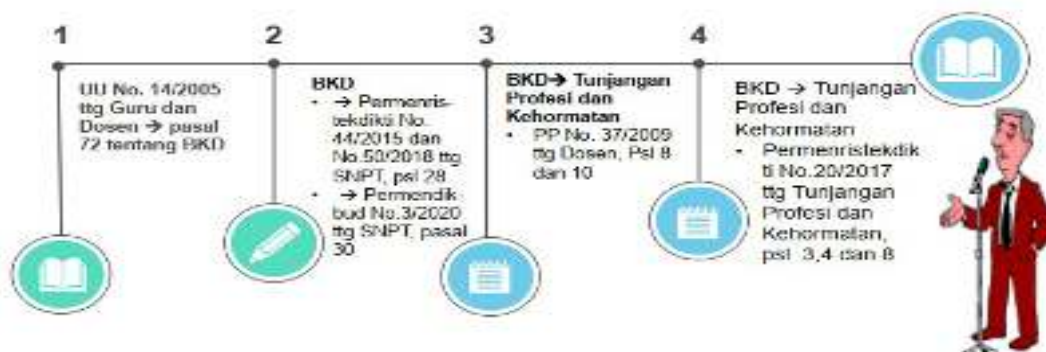 1
2
3
4
UU No. 14/2005
ttg Guru dan
Dosen → pasal
72 tentang BKD
BKD
• → Permenris-
tekdikti No.
44/2015 dan
No.50/2018 ttg
SNPT, psl 28
• → Permendik
bud No.3/2020
ttg SNPT, pasal
30
BKD→ Tunjangan
Profesi dan
Kehormatan
• PP No. 37/2009
ttg Dosen, Psl 8
dan 10
BKD → Tunjangan
Profesi dan
Kehormatan
• Permenristekdik
ti No.20/2017
ttg Tunjangan
Profesi dan
Kehormatan,
psl 3,4 dan 8